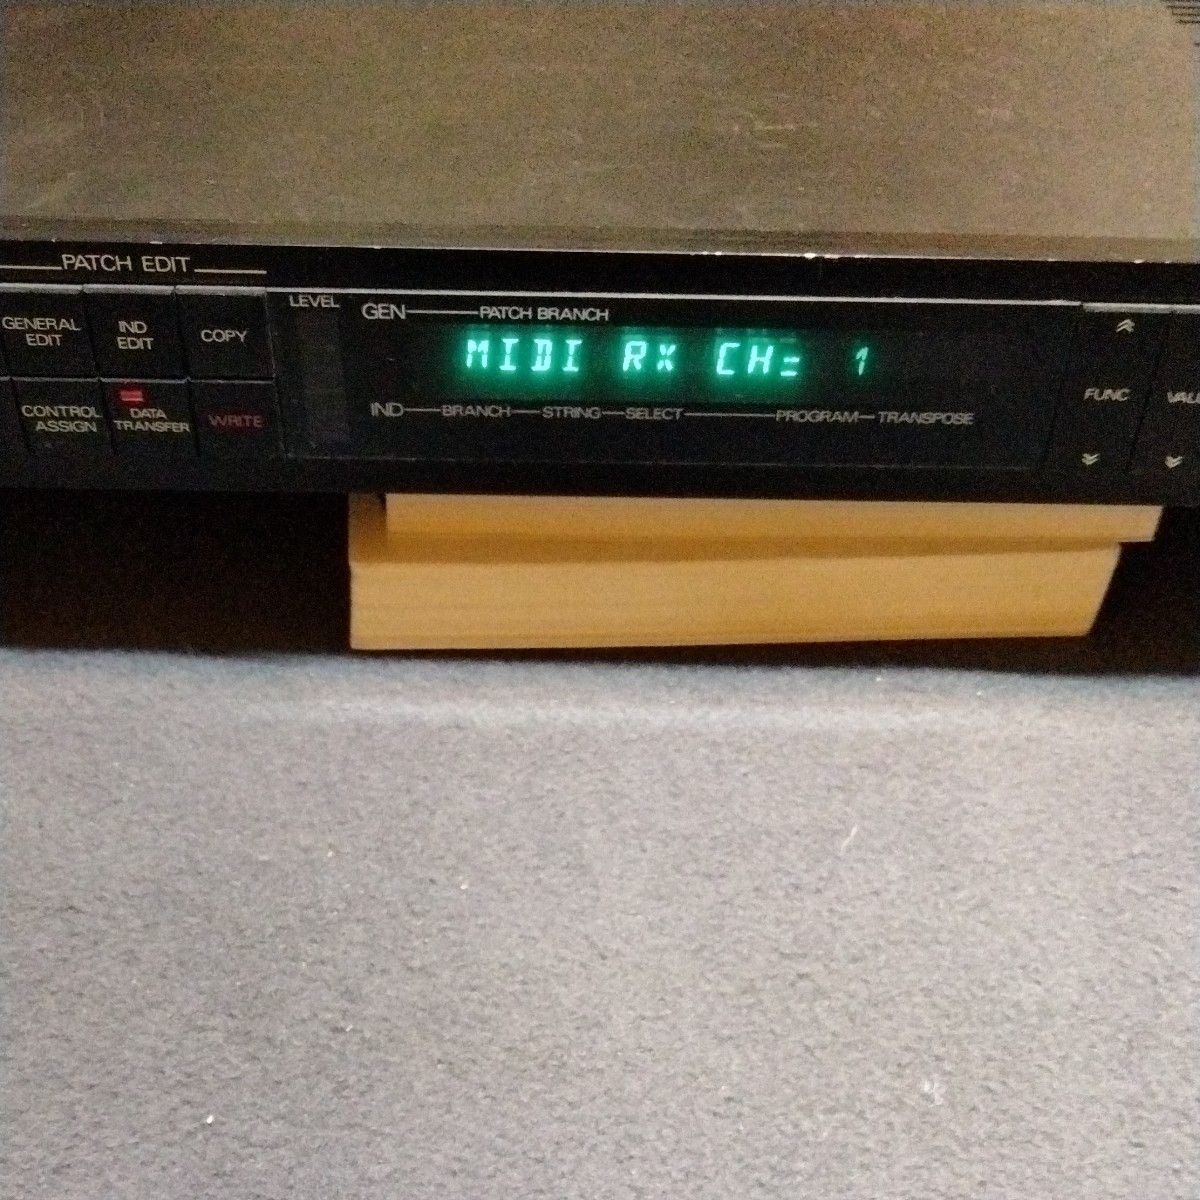 PATCH EDIT
GENERAL EDIT
IND EDIT
COPY
CONTROL ASSIGN
DATA TRANSFER
WRITE
LEVEL
GEN PATCH BRANCH
MIDI RX CH= 1
IND BRANCH STRING SELECT PROGRAM TRANSPOSE
FUNC